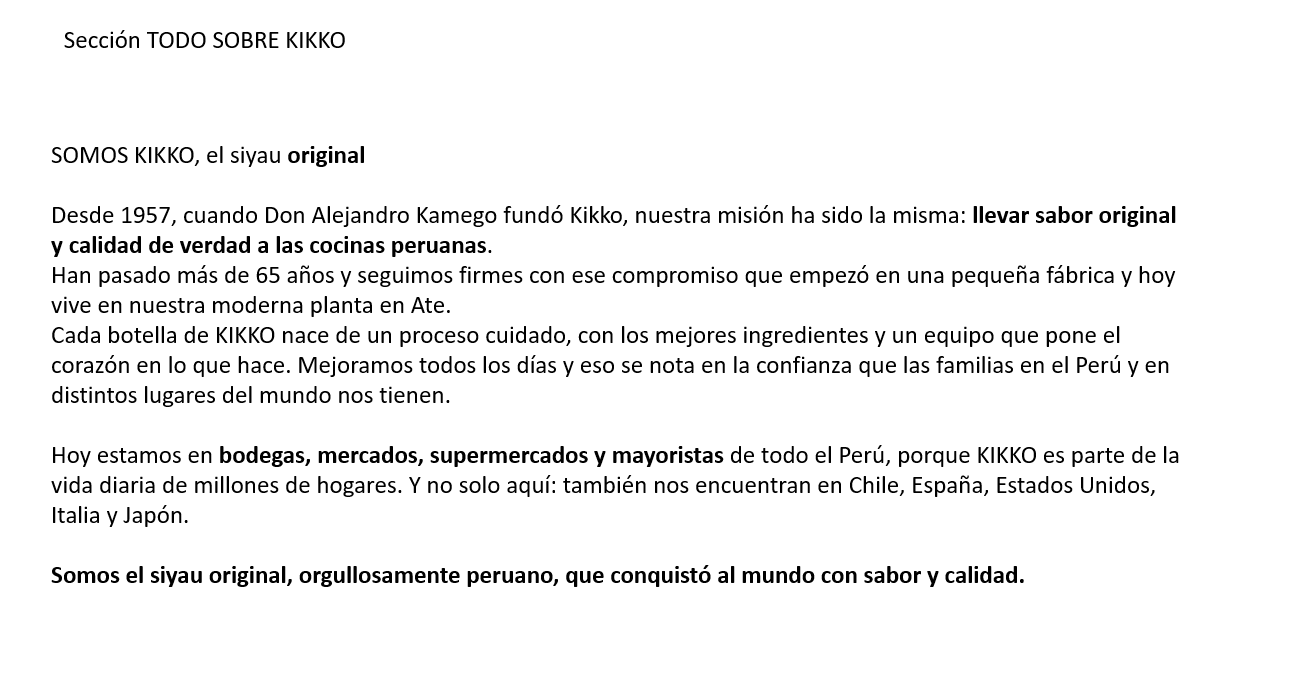 Sección TODO SOBRE KIKKO
SOMOS KIKKO, el siyau original
Desde 1957, cuando Don Alejandro Kamego fundó Kikko, nuestra misión ha sido la misma: llevar sabor original
y calidad de verdad a las cocinas peruanas.
Han pasado más de 65 años y seguimos firmes con ese compromiso que empezó en una pequeña fábrica y hoy
vive en nuestra moderna planta en Ate.
Cada botella de KIKKO nace de un proceso cuidado, con los mejores ingredientes y un equipo que pone el
corazón en lo que hace. Mejoramos todos los días y eso se nota en la confianza que las familias en el Perú y en
distintos lugares del mundo nos tienen.
Hoy estamos en bodegas, mercados, supermercados y mayoristas de todo el Perú, porque KIKKO es parte de la
vida diaria de millones de hogares. Y no solo aquí: también nos encuentran en Chile, España, Estados Unidos,
Italia y Japón.
Somos el siyau original, orgullosamente peruano, que conquistó al mundo con sabor y calidad.